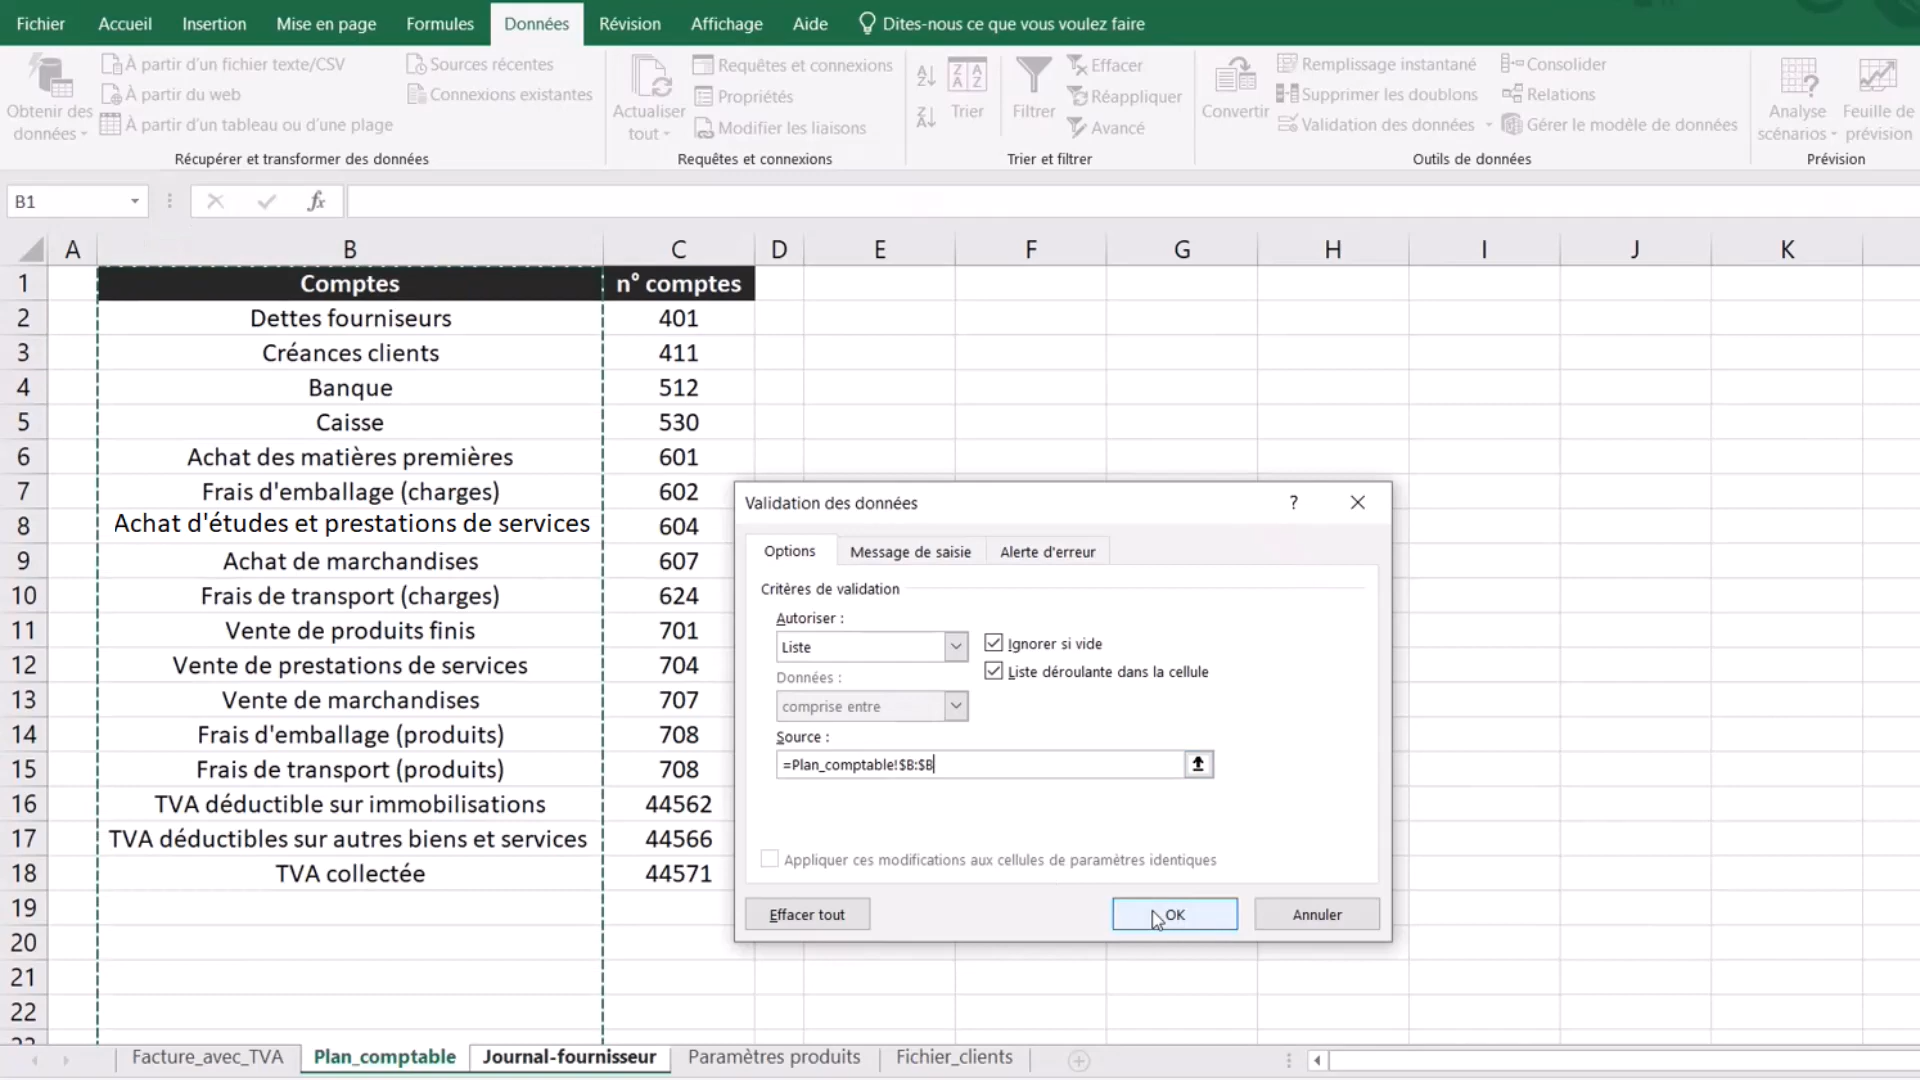 Fichier Accueil Insertion Mise en page Formules Données Révision Affichage Aide Dites-nous ce que vous voulez faire
Obtenir des données
À partir d'un fichier texte/CSV
À partir du web
À partir d'un tableau ou d'une plage
Sources récentes
Connexions existantes
Récupérer et transformer des données
Actualiser tout
Requêtes et connexions
Propriétés
Modifier les liaisons
Requêtes et connexions
Trier
Filtrer
Effacer
Réappliquer
Avancé
Trier et filtrer
Convertir
Remplissage instantané
Supprimer les doublons
Validation des données
Consolider
Relations
Gérer le modèle de données
Outils de données
Analyse scénarios
Feuille de prévision
Prévision
B1 fx
A B C D E F G H I J K
1 Comptes n° comptes
2 Dettes fourniseurs 401
3 Créances clients 411
4 Banque 512
5 Caisse 530
6 Achat des matières premières 601
7 Frais d'emballage (charges) 602
8 Achat d'études et prestations de services 604
9 Achat de marchandises 607
10 Frais de transport (charges) 624
11 Vente de produits finis 701
12 Vente de prestations de services 704
13 Vente de marchandises 707
14 Frais d'emballage (produits) 708
15 Frais de transport (produits) 708
16 TVA déductible sur immobilisations 44562
17 TVA déductibles sur autres biens et services 44566
18 TVA collectée 44571
19
20
21
22
Validation des données ?
Options Message de saisie Alerte d'erreur
Critères de validation
Autoriser :
Liste
Ignorer si vide
Liste déroulante dans la cellule
Données :
comprise entre
Source :
=Plan_comptable!$B:$B
Appliquer ces modifications aux cellules de paramètres identiques
Effacer tout OK Annuler
Facture_avec_TVA Plan_comptable Journal-fournisseur Paramètres produits Fichier_clients